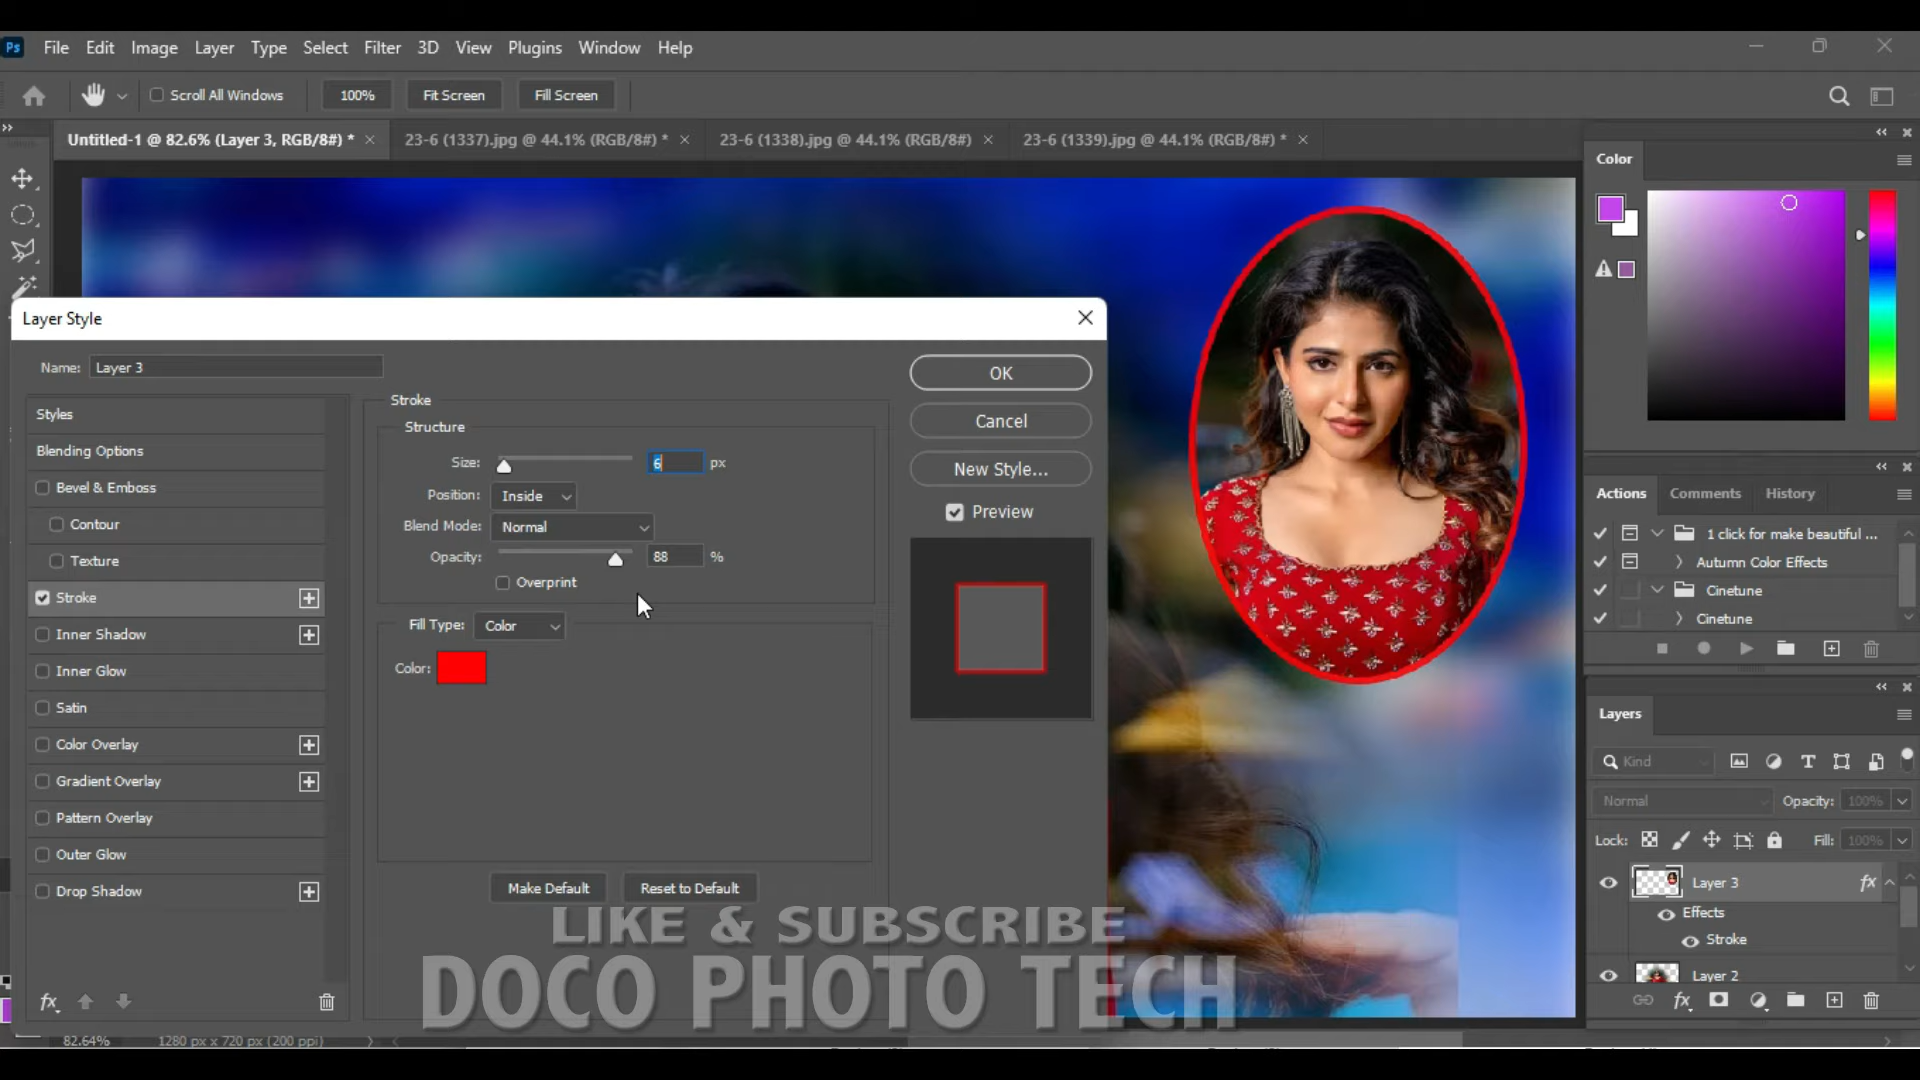 Ps File Edit Image Layer Type Select Filter 3D View Plugins Window Help
Scroll All Windows 100% Fit Screen Fill Screen
Untitled-1 @ 82.6% (Layer 3, RGB/8#) * 23-6 (1337).jpg @ 44.1% (RGB/8#) * 23-6 (1338).jpg @ 44.1% (RGB/8#) 23-6 (1339).jpg @ 44.1% (RGB/8#) *
Color
Layer Style
Name: Layer 3
Styles
Blending Options
Bevel & Emboss
Contour
Texture
Stroke
Inner Shadow
Inner Glow
Satin
Color Overlay
Gradient Overlay
Pattern Overlay
Outer Glow
Drop Shadow
fx
Stroke
Structure
Size: 6 px
Position: Inside
Blend Mode: Normal
Opacity: 88 %
Overprint
Fill Type: Color
Color:
Make Default Reset to Default
OK
Cancel
New Style...
Preview
Actions Comments History
1 click for make beautiful ...
Autumn Color Effects
Cinetune
Cinetune
Layers
Kind
Normal Opacity: 100%
Lock: Fill: 100%
Layer 3 fx
Effects
Stroke
Layer 2
fx
LIKE & SUBSCRIBE
DOCO PHOTO TECH
82.64% 1280 px x 720 px (200 ppi)